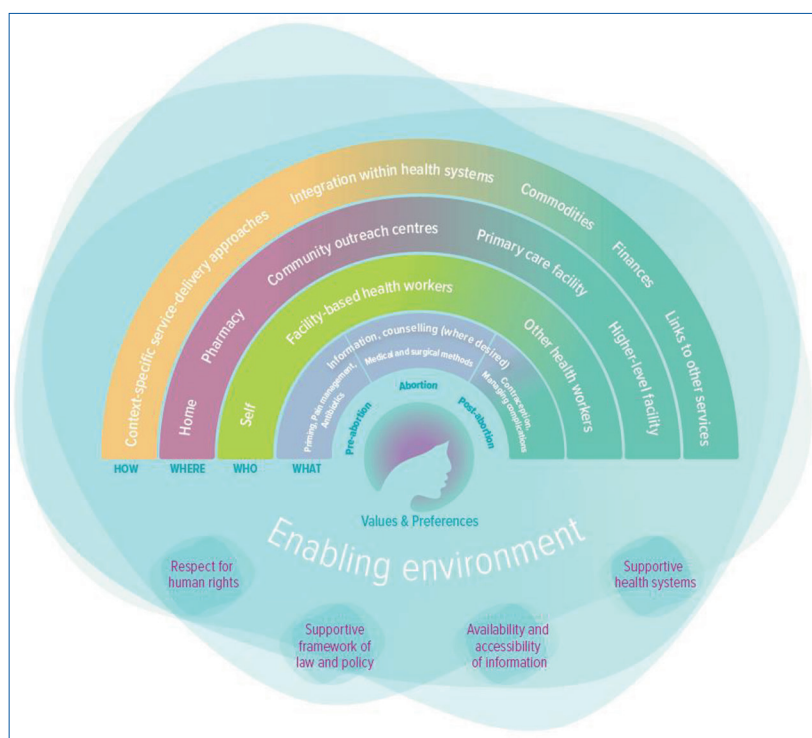 Context-specific service-delivery approaches
Integration within health systems
Commodities
Finances
Links to other services
Home
Pharmacy
Community outreach centres
Primary care facility
Higher-level facility
Self
Facility-based health workers
Other health workers
Information, counselling (where desired)
Priming, Pain management,
Antibiotics
Medical and surgical methods
Contraception,
Managing complications
Pre-abortion
Abortion
Post-abortion
HOW
WHERE
WHO
WHAT
Values & Preferences
Enabling environment
Respect for
human rights
Supportive
framework of
law and policy
Availability and
accessibility
of information
Supportive
health systems